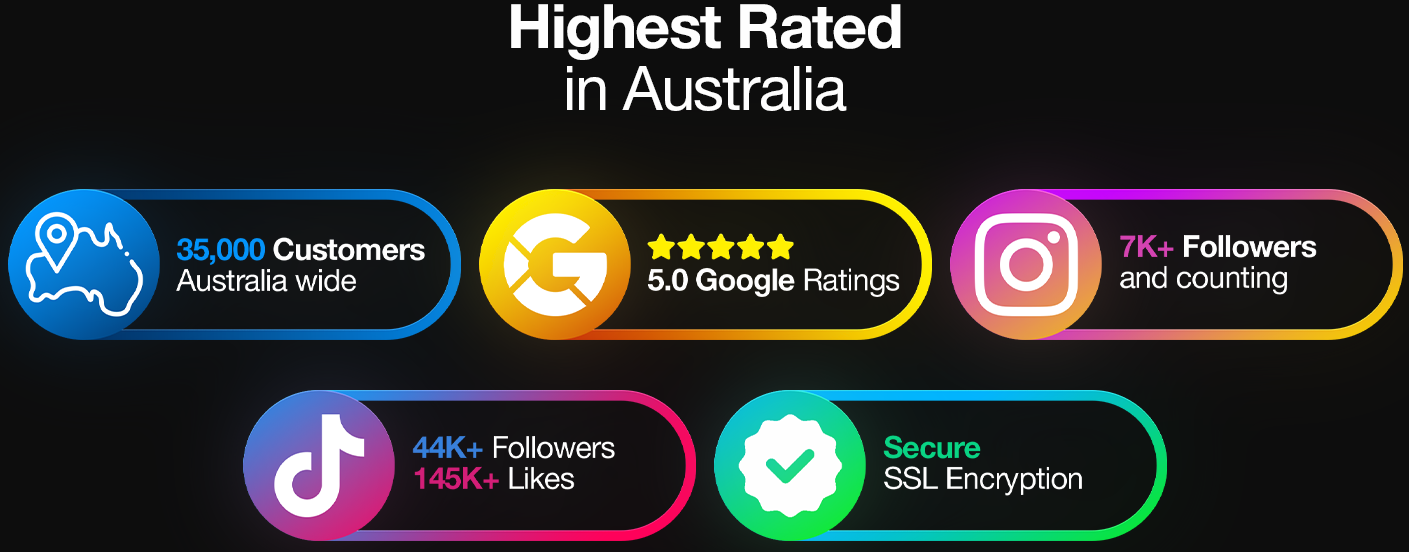 Highest Rated
in Australia
35,000 Customers
Australia wide
5.0 Google Ratings
7K+ Followers
and counting
44K+ Followers
145K+ Likes
Secure
SSL Encryption